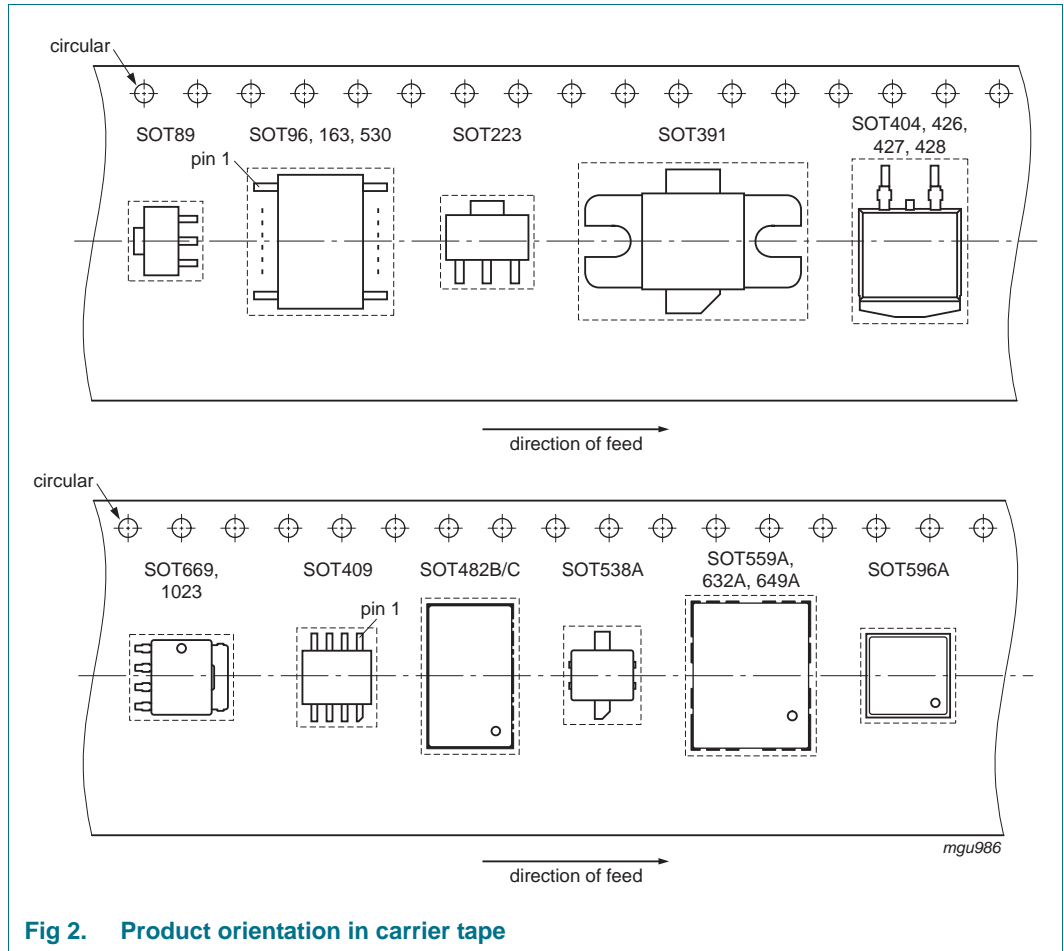 circular
SOT89
SOT96, 163, 530
SOT223
SOT391
SOT404, 426,
427, 428
pin 1
direction of feed
circular
SOT669,
1023
SOT409
SOT482B/C
SOT538A
SOT559A,
632A, 649A
SOT596A
pin 1
mgu986
direction of feed
Fig 2. Product orientation in carrier tape